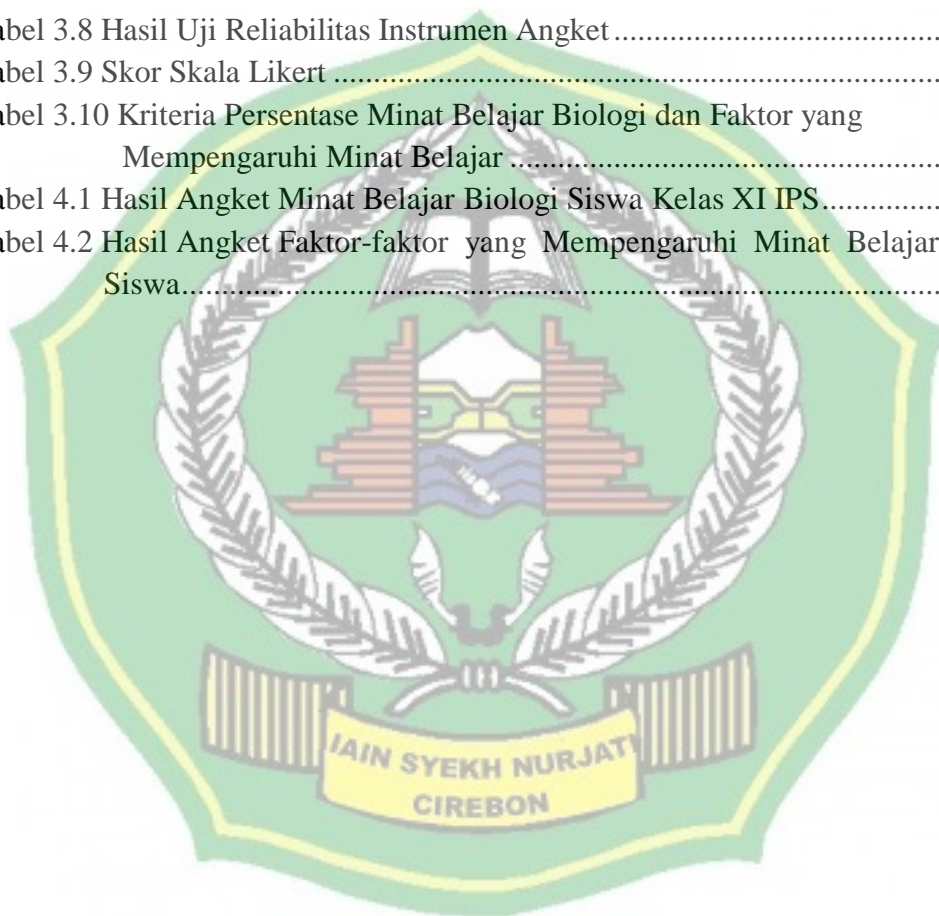 abel 3.8 Hasil Uji Reliabilitas Instrumen Angket ................................................
abel 3.9 Skor Skala Likert ....................................................................................
abel 3.10 Kriteria Persentase Minat Belajar Biologi dan Faktor yang
Mempengaruhi Minat Belajar ...........................................................
abel 4.1 Hasil Angket Minat Belajar Biologi Siswa Kelas XI IPS................
abel 4.2 Hasil Angket Faktor-faktor yang Mempengaruhi Minat Belajar
Siswa..................................................................................................
IAIN SYEKH NURJATI
CIREBON